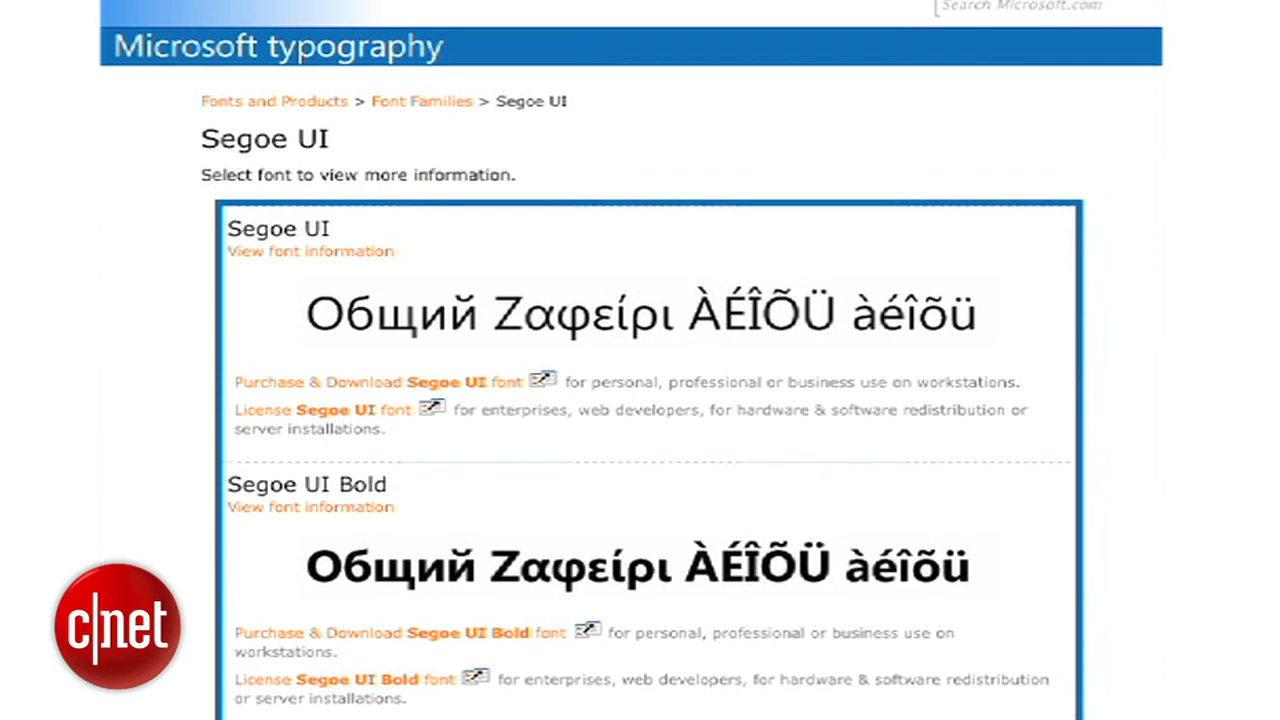 Search Microsoft.com
Microsoft typography
Fonts and Products > Font Families > Segoe UI
Segoe UI
Select font to view more information.
Segoe UI
View font information
Общий Ζαφείρι ÀÉÎÕÜ àéîõü
Purchase & Download Segoe UI font for personal, professional or business use on workstations.
License Segoe UI font for enterprises, web developers, for hardware & software redistribution or
server installations.
Segoe UI Bold
View font information
Общий Ζαφείρι ÀÉÎÕÜ àéîõü
Purchase & Download Segoe UI Bold font for personal, professional or business use on
workstations.
License Segoe UI Bold font for enterprises, web developers, for hardware & software redistribution
or server installations.
c|net